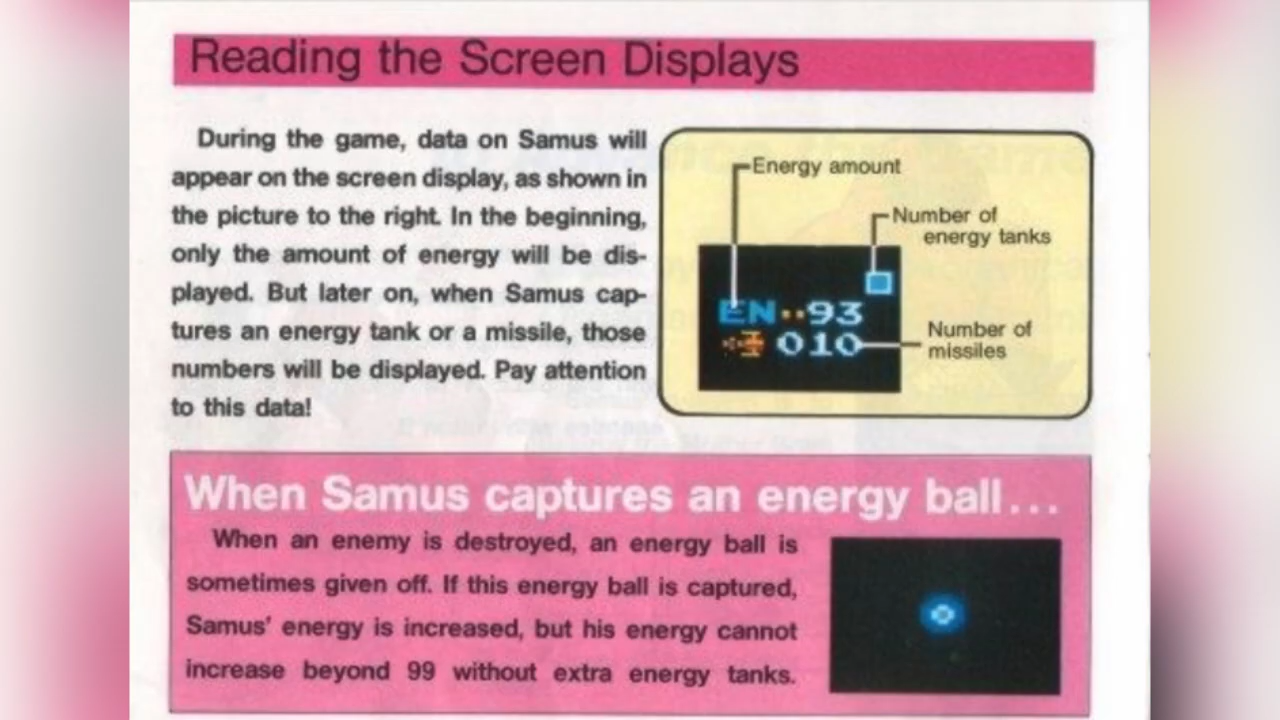 Reading the Screen Displays
During the game, data on Samus will
appear on the screen display, as shown in
the picture to the right. In the beginning,
only the amount of energy will be dis-
played. But later on, when Samus cap-
tures an energy tank or a missile, those
numbers will be displayed. Pay attention
to this data!
Energy amount
Number of
energy tanks
EN··93
010
Number of
missiles
When Samus captures an energy ball...
When an enemy is destroyed, an energy ball is
sometimes given off. If this energy ball is captured,
Samus' energy is increased, but his energy cannot
increase beyond 99 without extra energy tanks.